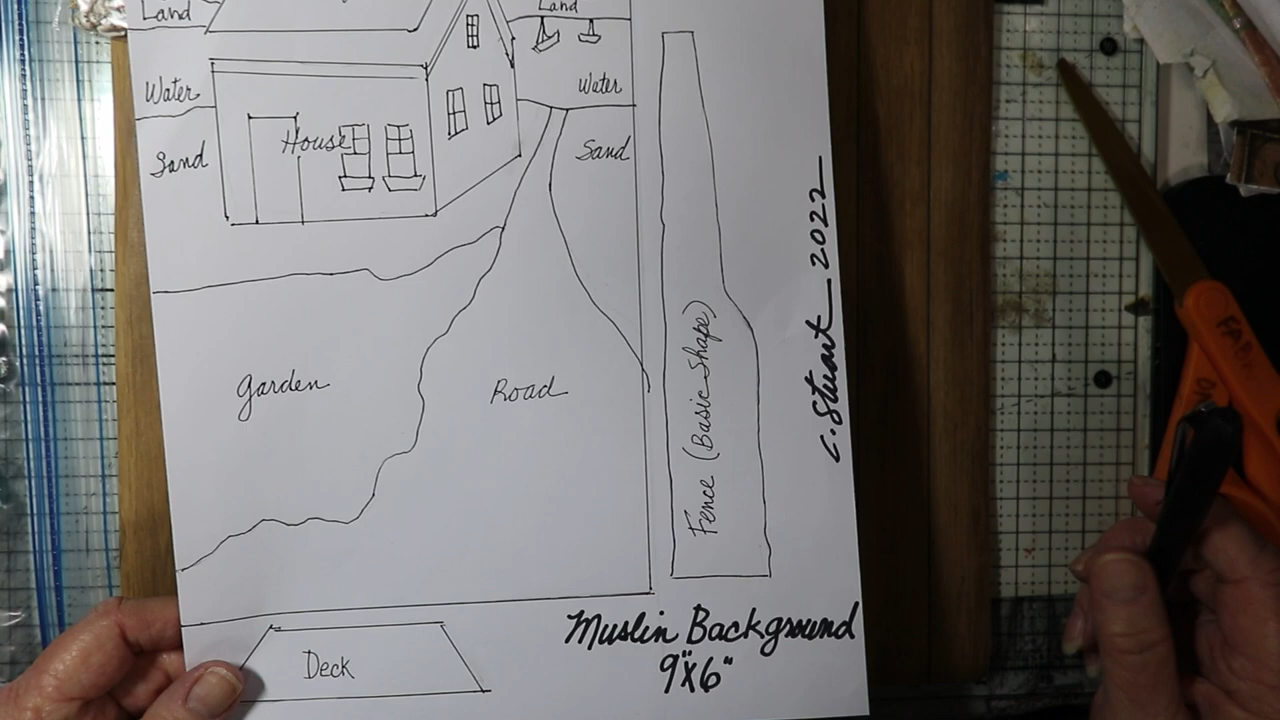 Land
Land
Water
Water
House
Sand
Sand
Garden
Road
Fence (Basic Shape)
C. Stuart 2022
Deck
Muslin Background
9"X6"